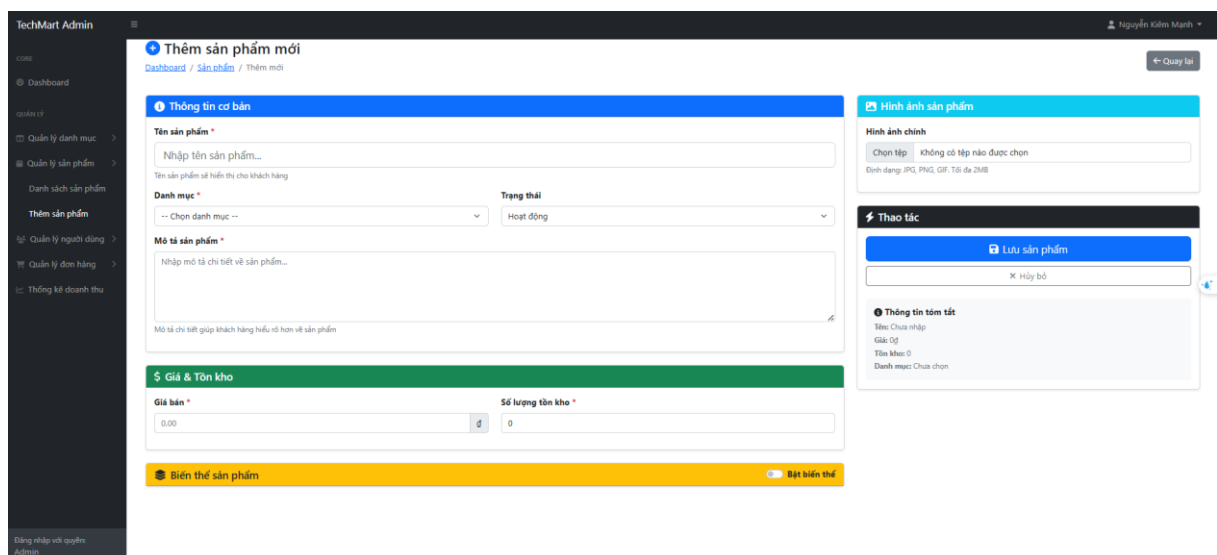 TechMart Admin
Nguyễn Kiêm Mạnh
CORE
Dashboard
QUẢN LÝ
Quản lý danh mục
Quản lý sản phẩm
Danh sách sản phẩm
Thêm sản phẩm
Quản lý người dùng
Quản lý đơn hàng
Thống kê doanh thu
Đăng nhập với quyền:
Admin
Thêm sản phẩm mới
Dashboard / Sản phẩm / Thêm mới
Quay lại
Thông tin cơ bản
Tên sản phẩm *
Nhập tên sản phẩm...
Tên sản phẩm sẽ hiển thị cho khách hàng
Danh mục * Trạng thái
-- Chọn danh mục -- Hoạt động
Mô tả sản phẩm *
Nhập mô tả chi tiết về sản phẩm...
Mô tả chi tiết giúp khách hàng hiểu rõ hơn về sản phẩm
$ Giá & Tồn kho
Giá bán * Số lượng tồn kho *
0.00 ₫ 0
Biến thể sản phẩm Bật biến thể
Hình ảnh sản phẩm
Hình ảnh chính
Chọn tệp Không có tệp nào được chọn
Định dạng: JPG, PNG, GIF. Tối đa 2MB
Thao tác
Lưu sản phẩm
Hủy bỏ
Thông tin tóm tắt
Tên: Chưa nhập
Giá: 0₫
Tồn kho: 0
Danh mục: Chưa chọn